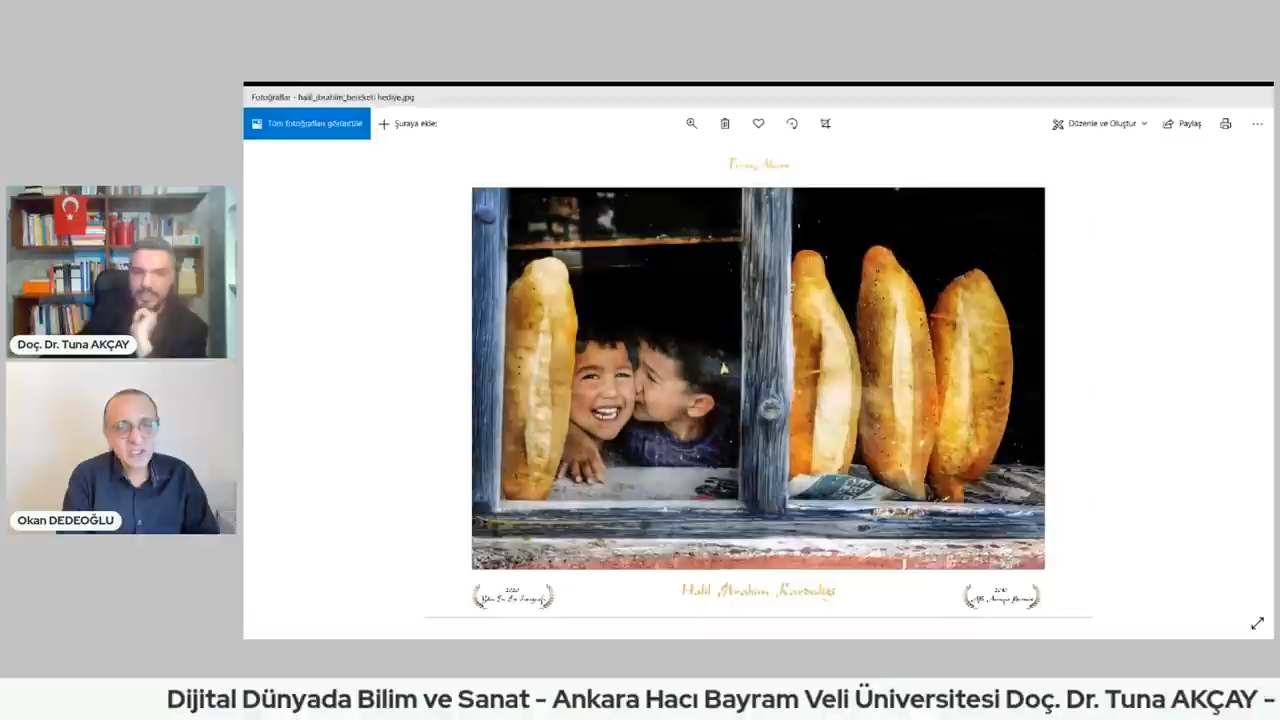 Fotoğraflar - halil_ibrahim_bereketi hediye.jpg
Tüm fotoğrafları görüntüle
Şuraya ekle:
Düzenle ve Oluştur
Paylaş
Doç. Dr. Tuna AKÇAY
Okan DEDEOĞLU
Halil İbrahim Kardeşliği
2020
Dijital Dünyada Bilim ve Sanat - Ankara Hacı Bayram Veli Üniversitesi Doç. Dr. Tuna AKÇAY -